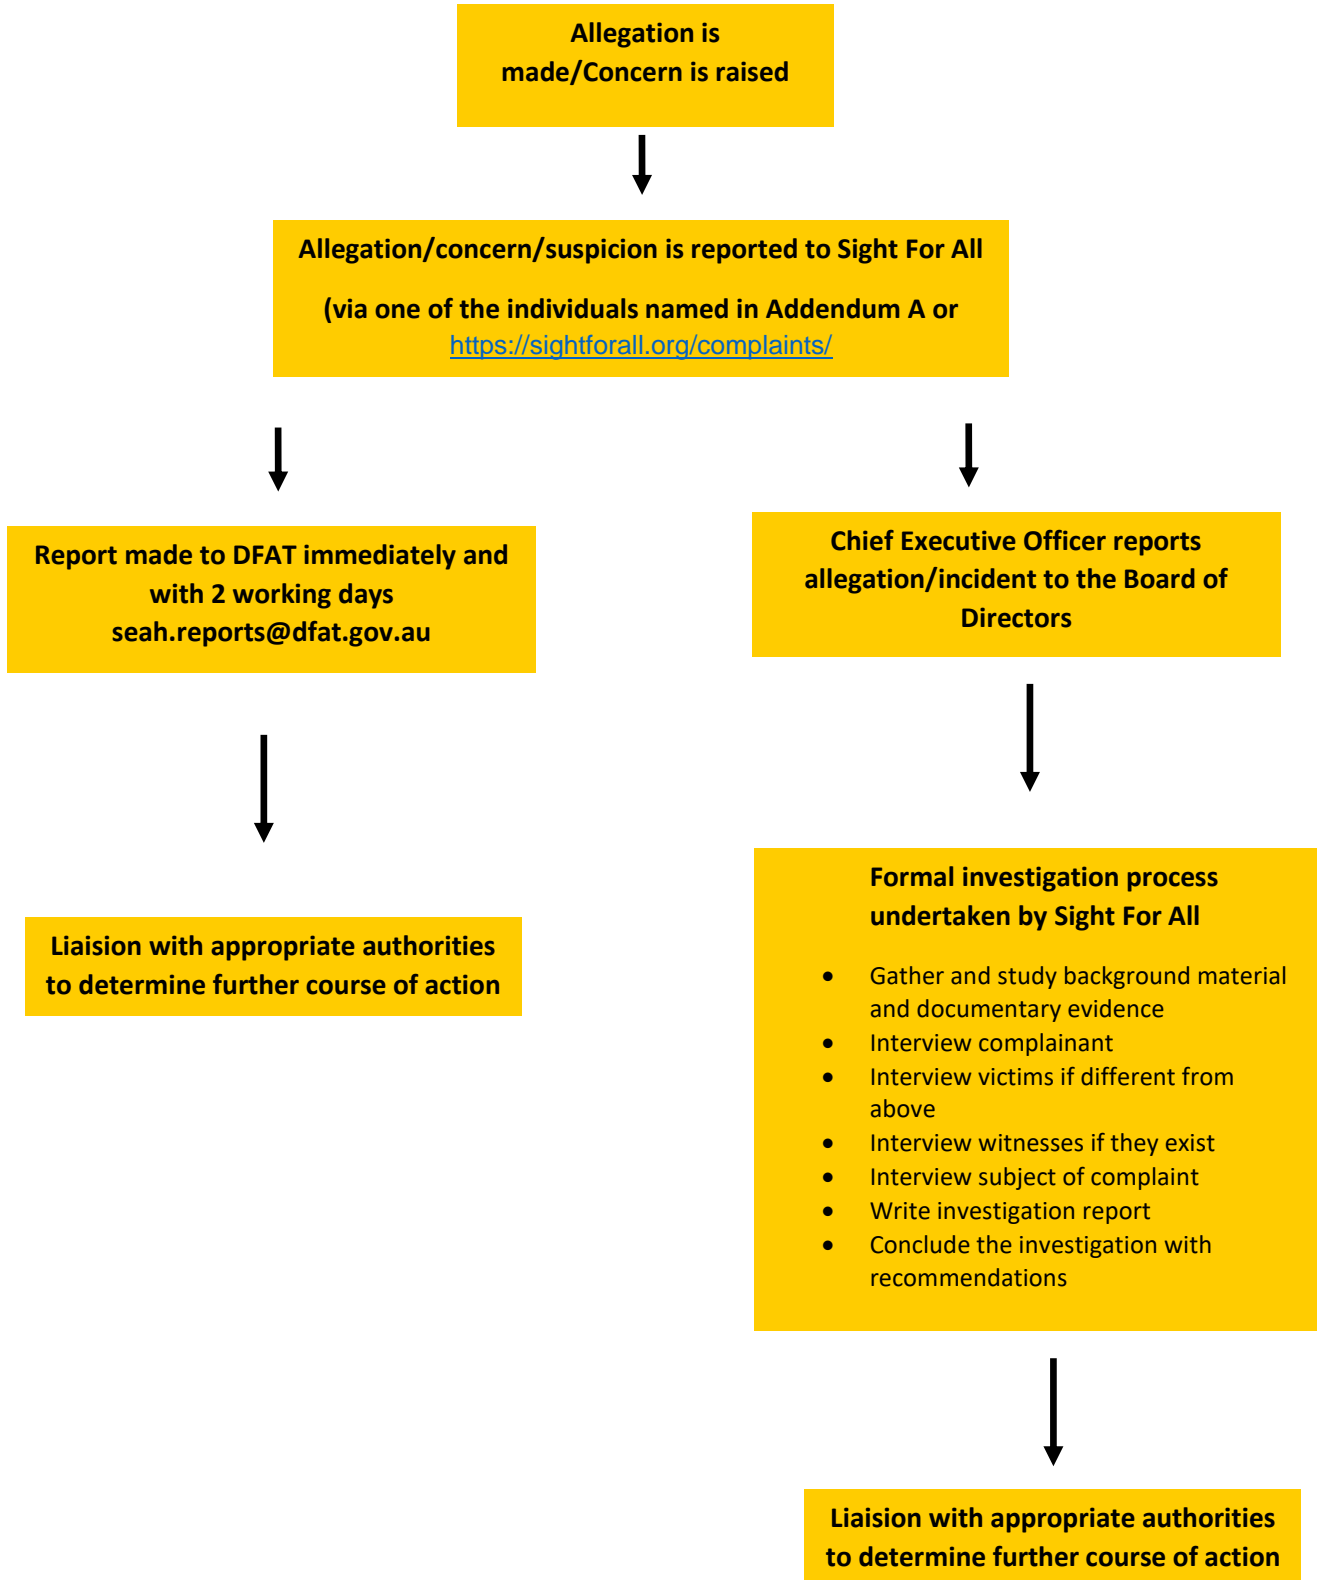 Allegation is
made/Concern is raised
Allegation/concern/suspicion is reported to Sight For All
(via one of the individuals named in Addendum A or
https://sightforall.org/complaints/
Report made to DFAT immediately and
with 2 working days
seah.reports@dfat.gov.au
Liaision with appropriate authorities
to determine further course of action
Chief Executive Officer reports
allegation/incident to the Board of
Directors
Formal investigation process
undertaken by Sight For All
• Gather and study background material
and documentary evidence
• Interview complainant
• Interview victims if different from
above
• Interview witnesses if they exist
• Interview subject of complaint
• Write investigation report
• Conclude the investigation with
recommendations
Liaision with appropriate authorities
to determine further course of action